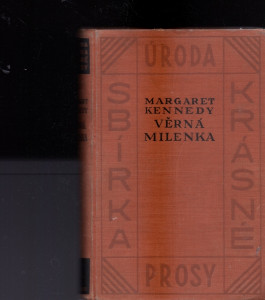 ÚRODA
SBÍRKA
KRÁSNÉ
PROSY
MARGARET
KENNEDY
VĚRNÁ
MILENKA